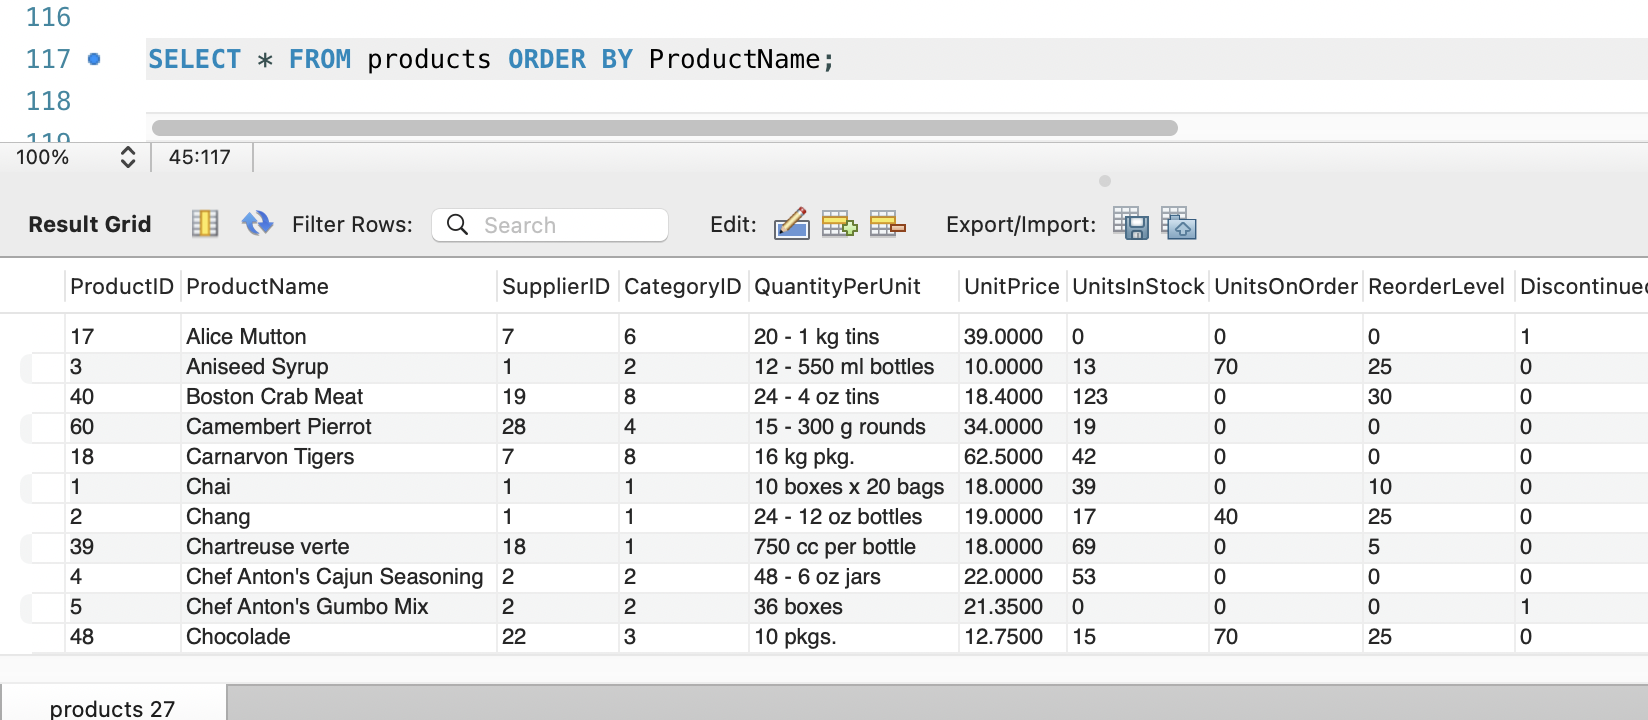 116
117 SELECT * FROM products ORDER BY ProductName;
118
119
100% 45:117
Result Grid Filter Rows: Search Edit: Export/Import:
ProductID ProductName SupplierID CategoryID QuantityPerUnit UnitPrice UnitsInStock UnitsOnOrder ReorderLevel Discontinued
17 Alice Mutton 7 6 20 - 1 kg tins 39.0000 0 0 0 1
3 Aniseed Syrup 1 2 12 - 550 ml bottles 10.0000 13 70 25 0
40 Boston Crab Meat 19 8 24 - 4 oz tins 18.4000 123 0 30 0
60 Camembert Pierrot 28 4 15 - 300 g rounds 34.0000 19 0 0 0
18 Carnarvon Tigers 7 8 16 kg pkg. 62.5000 42 0 0 0
1 Chai 1 1 10 boxes x 20 bags 18.0000 39 0 10 0
2 Chang 1 1 24 - 12 oz bottles 19.0000 17 40 25 0
39 Chartreuse verte 18 1 750 cc per bottle 18.0000 69 0 5 0
4 Chef Anton's Cajun Seasoning 2 2 48 - 6 oz jars 22.0000 53 0 0 0
5 Chef Anton's Gumbo Mix 2 2 36 boxes 21.3500 0 0 0 1
48 Chocolade 22 3 10 pkgs. 12.7500 15 70 25 0
products 27